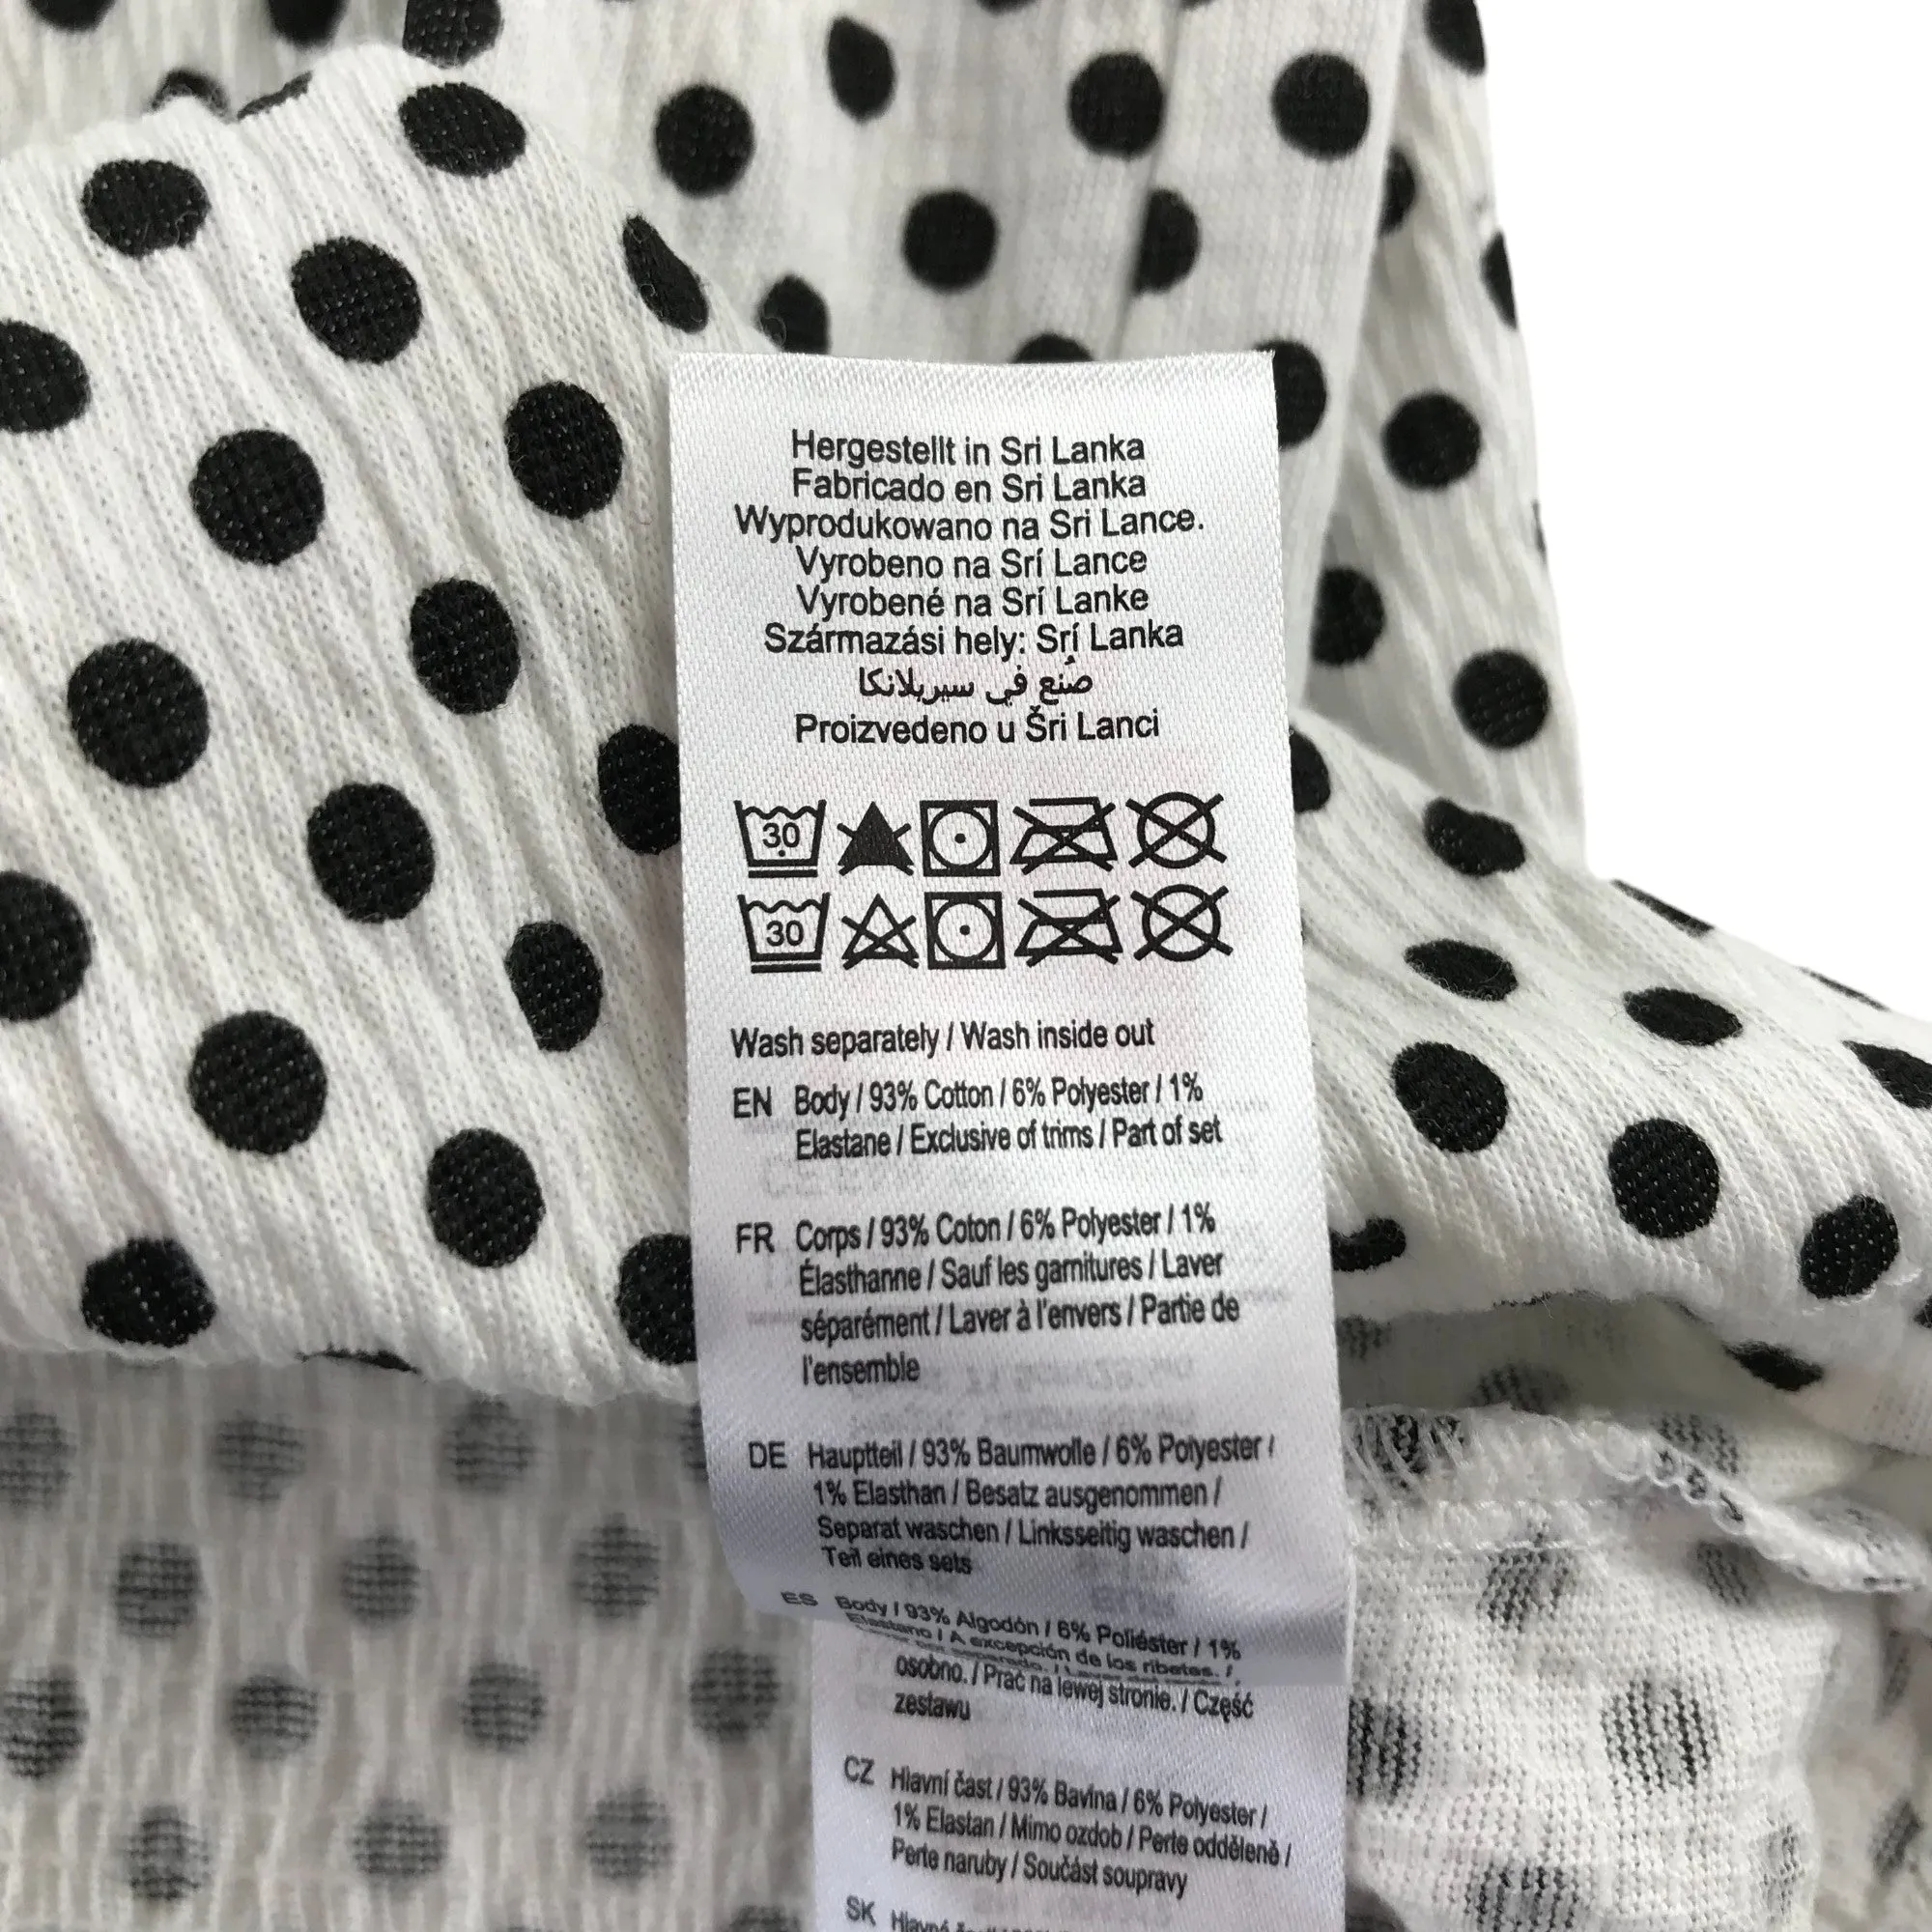 Hergestellt in Sri Lanka
Fabricado en Sri Lanka
Wyprodukowano na Sri Lance.
Vyrobeno na Srí Lance
Vyrobené na Srí Lanke
Származási hely: Srí Lanka
صُنع في سيريلانكا
Proizvedeno u Šri Lanci
30
30
Wash separately / Wash inside out
EN Body / 93% Cotton / 6% Polyester / 1%
Elastane / Exclusive of trims / Part of set
FR Corps / 93% Coton / 6% Polyester / 1%
Élasthanne / Sauf les garnitures / Laver
séparément / Laver à l'envers / Partie de
l'ensemble
DE Hauptteil / 93% Baumwolle / 6% Polyester /
1% Elasthan / Besatz ausgenommen /
Separat waschen / Linksseitig waschen /
Teil eines sets
ES Body / 93% Algodón / 6% Poliéster / 1%
Elastano / A excepción de los ribetes. /
osobno. / Prać na lewej stronie. / Część
zestawu
CZ Hlavní část / 93% Bavlna / 6% Polyester /
1% Elastan / Mimo ozdob / Perte odděleně /
Perte naruby / Součást soupravy
SK